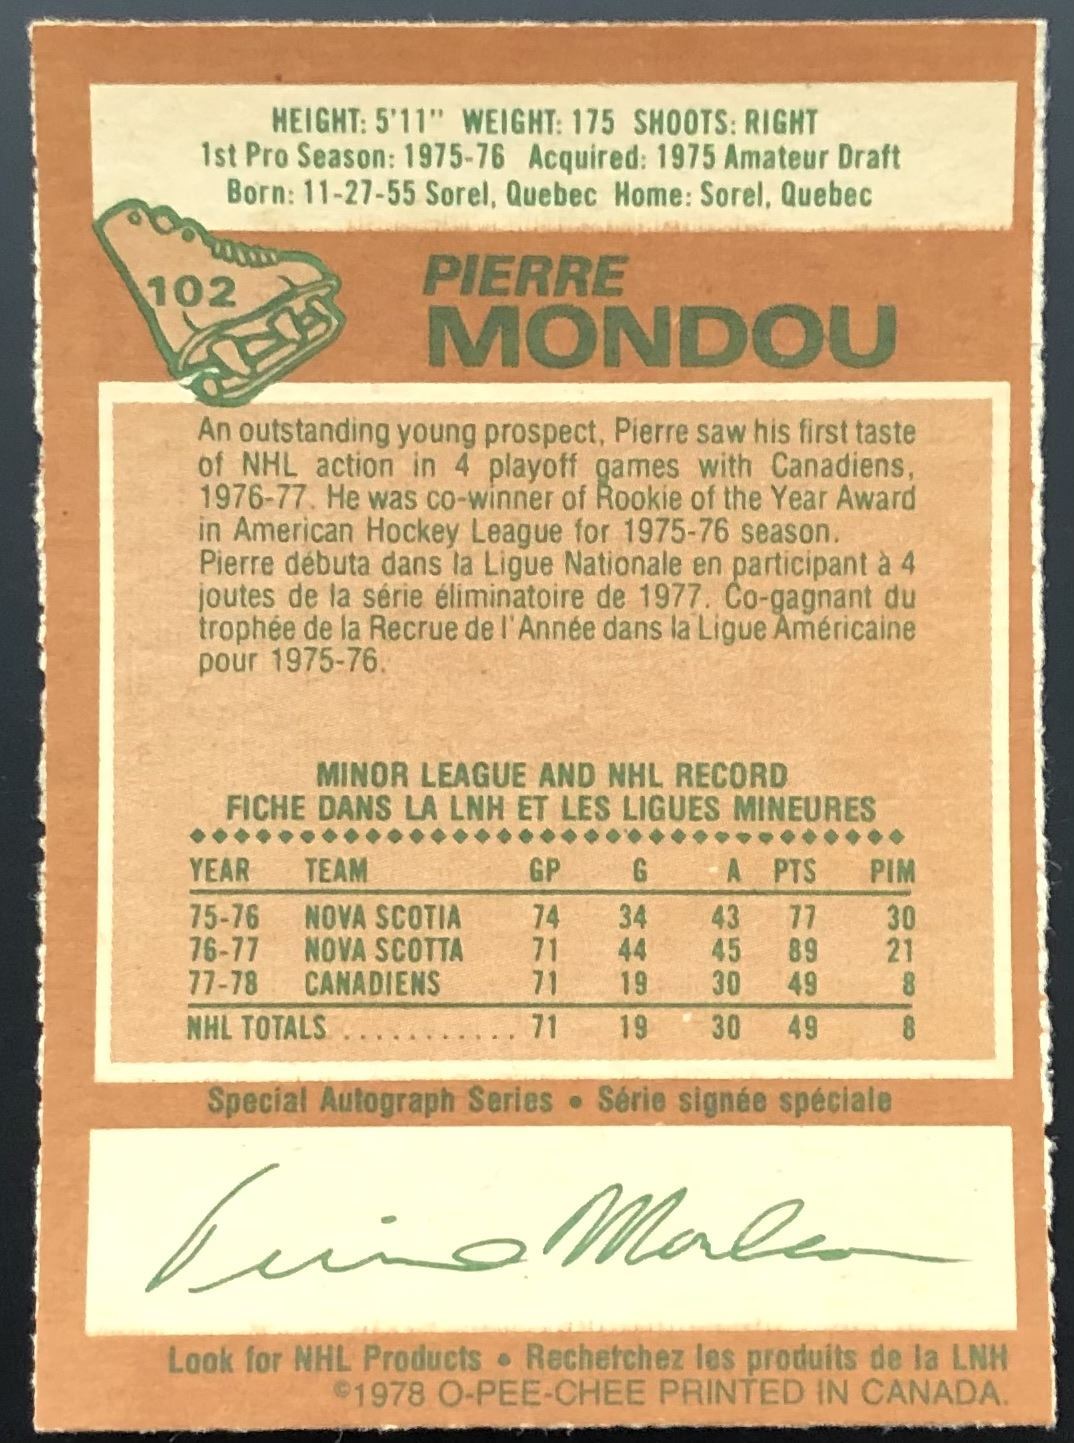 HEIGHT: 5'11" WEIGHT: 175 SHOOTS: RIGHT
1st Pro Season: 1975-76 Acquired: 1975 Amateur Draft
Born: 11-27-55 Sorel, Quebec Home: Sorel, Quebec
102
PIERRE
MONDOU
An outstanding young prospect, Pierre saw his first taste
of NHL action in 4 playoff games with Canadiens,
1976-77. He was co-winner of Rookie of the Year Award
in American Hockey League for 1975-76 season.
Pierre débuta dans la Ligue Nationale en participant à 4
joutes de la série éliminatoire de 1977. Co-gagnant du
trophée de la Recrue de l'Année dans la Ligue Américaine
pour 1975-76.
MINOR LEAGUE AND NHL RECORD
FICHE DANS LA LNH ET LES LIGUES MINEURES
YEAR TEAM GP G A PTS PIM
75-76 NOVA SCOTIA 74 34 43 77 30
76-77 NOVA SCOTTA 71 44 45 89 21
77-78 CANADIENS 71 19 30 49 8
NHL TOTALS ........... 71 19 30 49 8
Special Autograph Series • Série signée spéciale
Pierre Mondou
Look for NHL Products • Rechetchez les produits de la LNH
©1978 O-PEE-CHEE PRINTED IN CANADA.